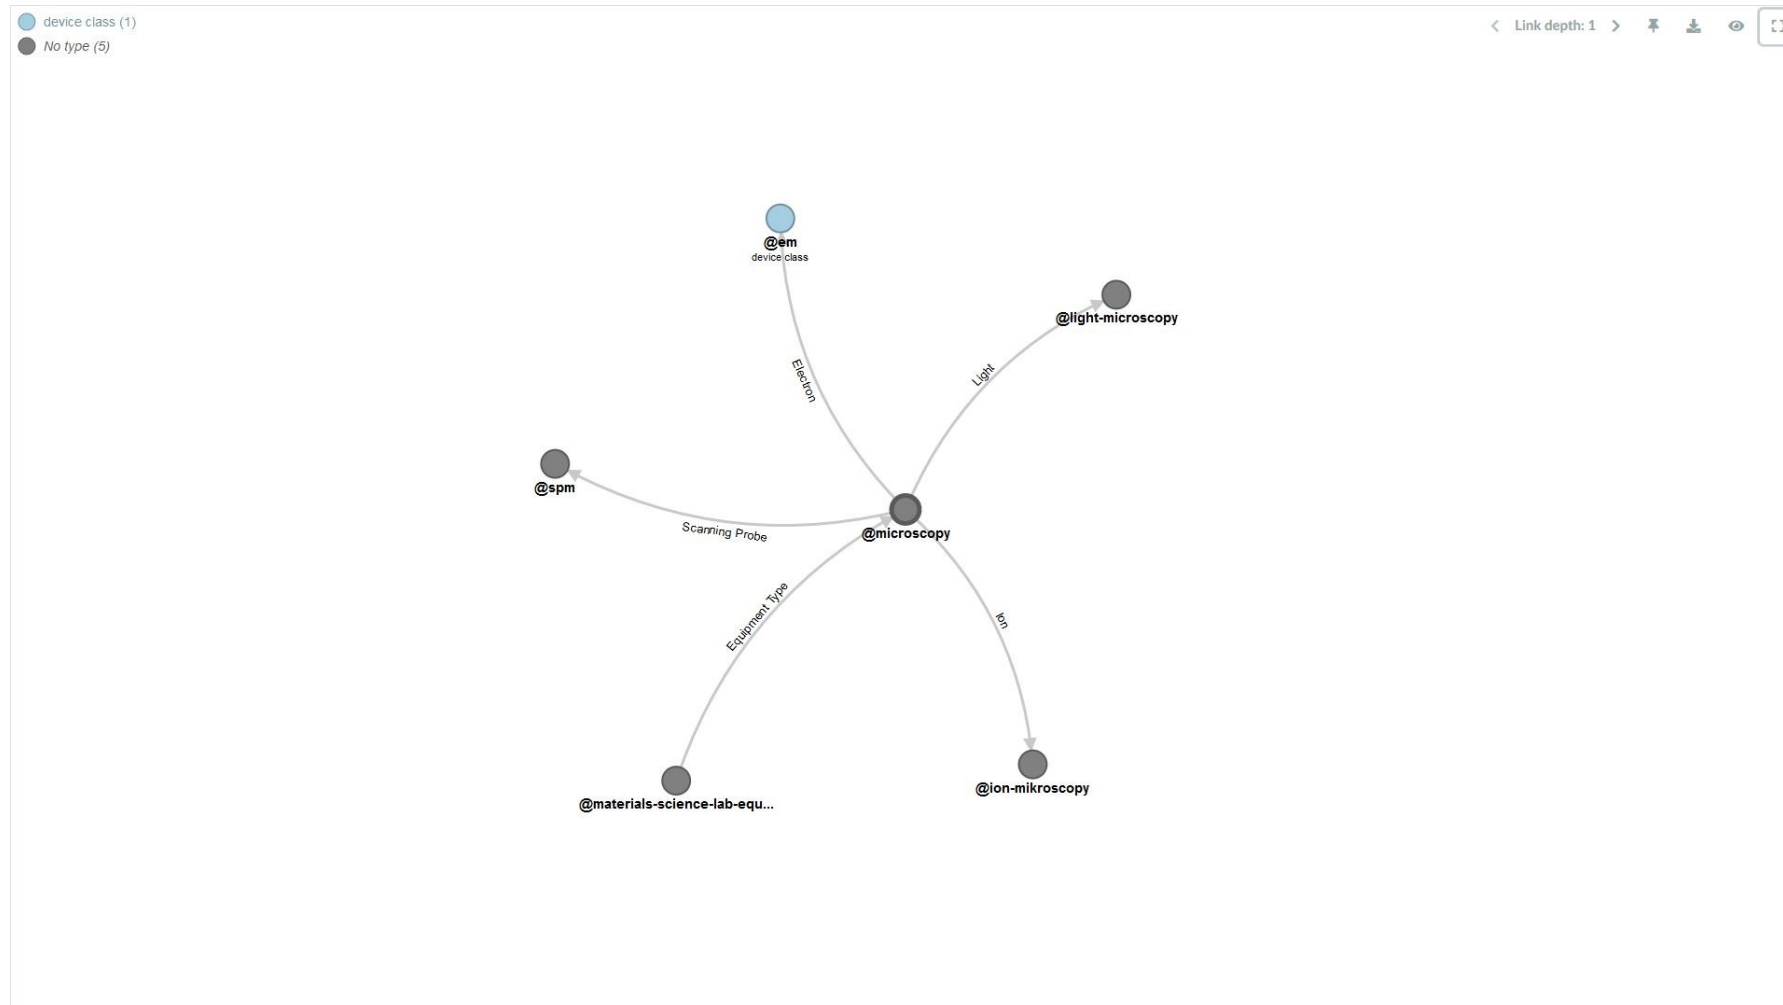 device class (1)
Link depth: 1
No type (5)
@em
device class
@light-microscopy
Electron
Light
@spm
Scanning Probe
@microscopy
Equipment Type
Ion
@materials-science-lab-equ...
@ion-mikroscopy